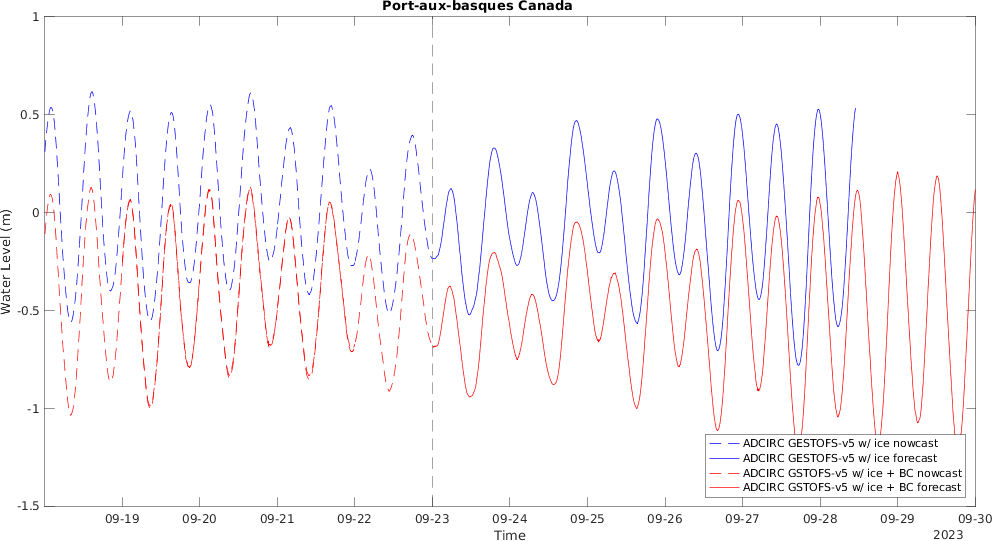 Port-aux-basques Canada
1
0.5
0
-0.5
-1
-1.5
Water Level (m)
ADCIRC GESTOFS-v5 w/ ice nowcast
ADCIRC GESTOFS-v5 w/ ice forecast
ADCIRC GSTOFS-v5 w/ ice + BC nowcast
ADCIRC GSTOFS-v5 w/ ice + BC forecast
09-19 09-20 09-21 09-22 09-23 09-24 09-25 09-26 09-27 09-28 09-29 09-30
Time
2023